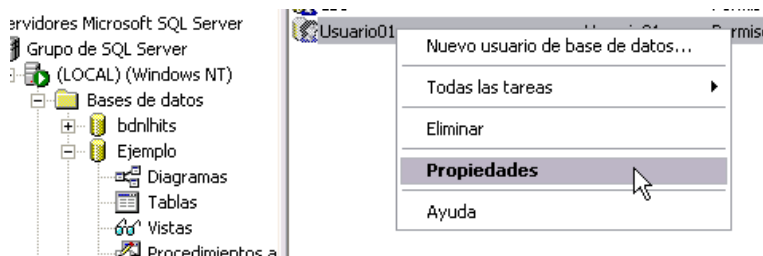 ervidores Microsoft SQL Server
Grupo de SQL Server
(LOCAL) (Windows NT)
Bases de datos
bdnlhits
Ejemplo
Diagramas
Tablas
Vistas
Procedimientos a
Usuario01
Permis
Nuevo usuario de base de datos...
Todas las tareas
Eliminar
Propiedades
Ayuda